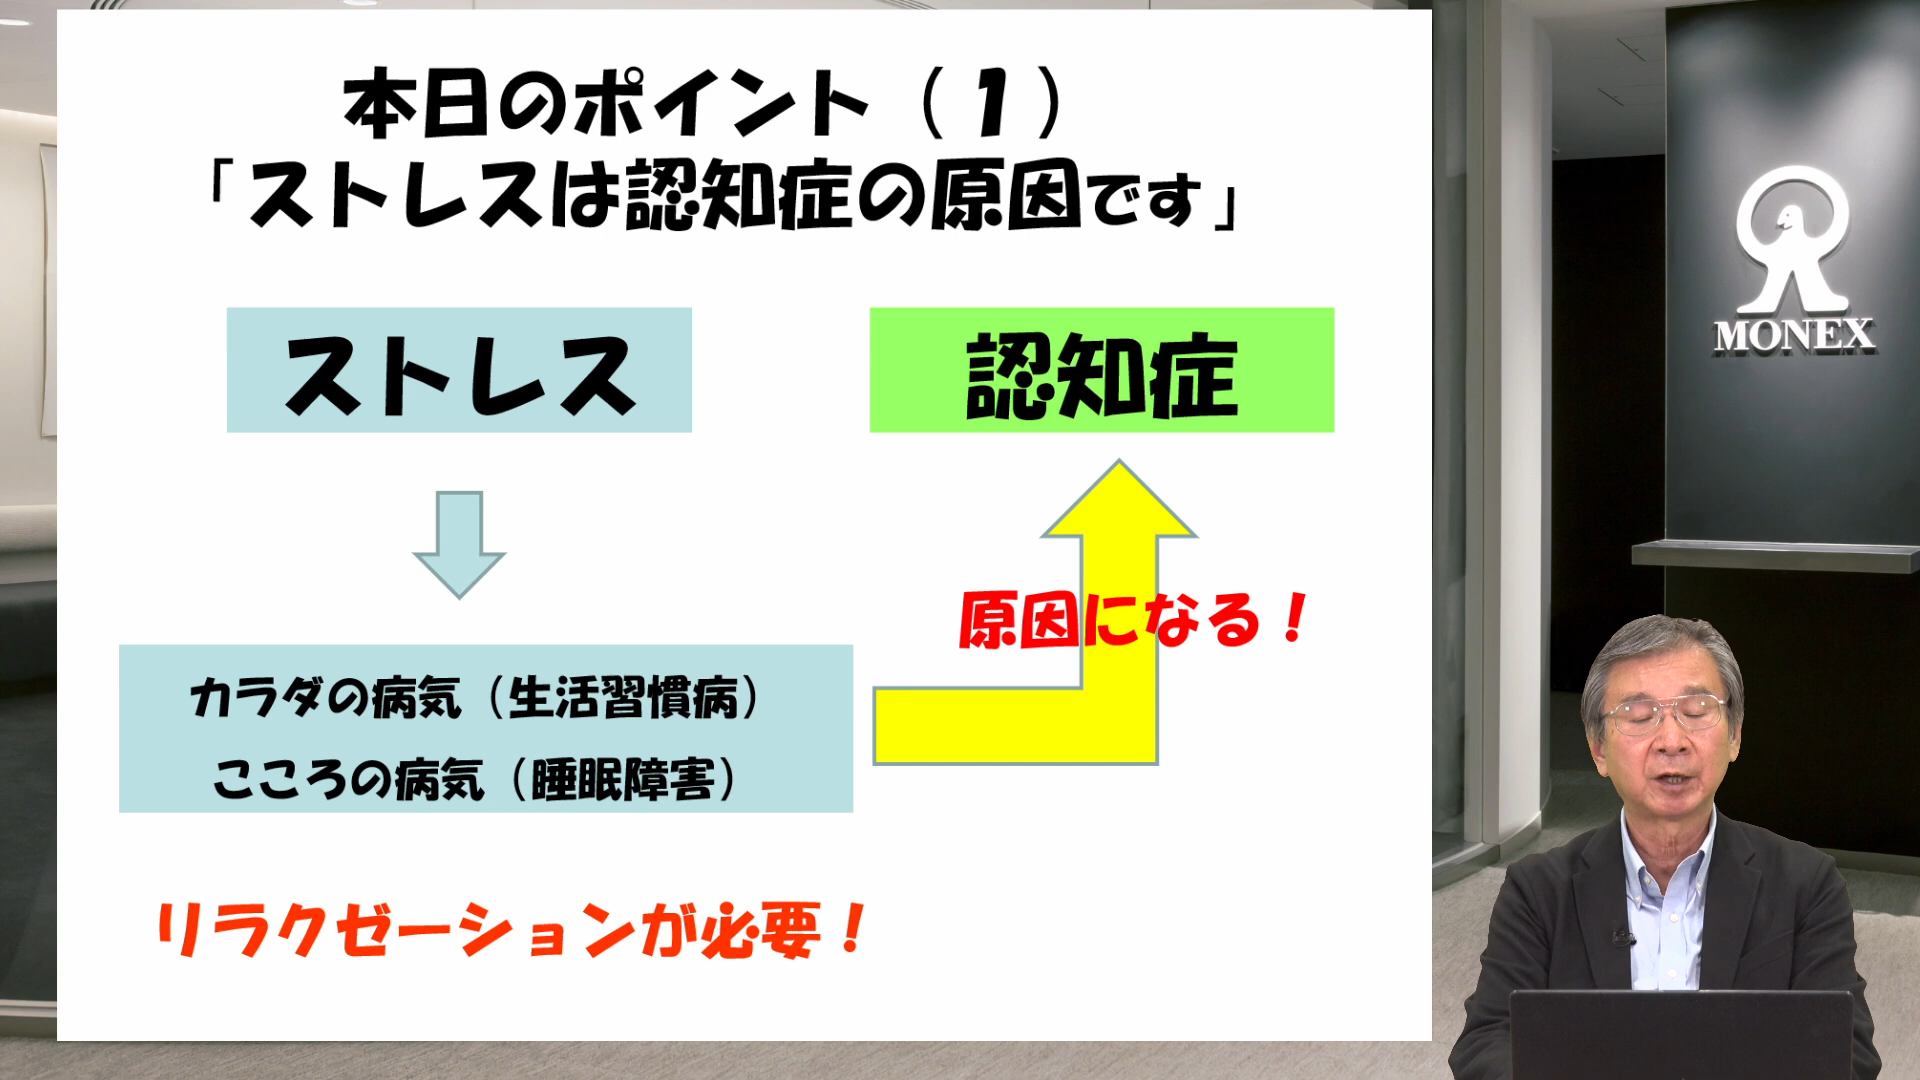 本日のポイント（１）
「ストレスは認知症の原因です」
ストレス
認知症
原因になる！
カラダの病気（生活習慣病）
こころの病気（睡眠障害）
リラクゼーションが必要！
MONEX